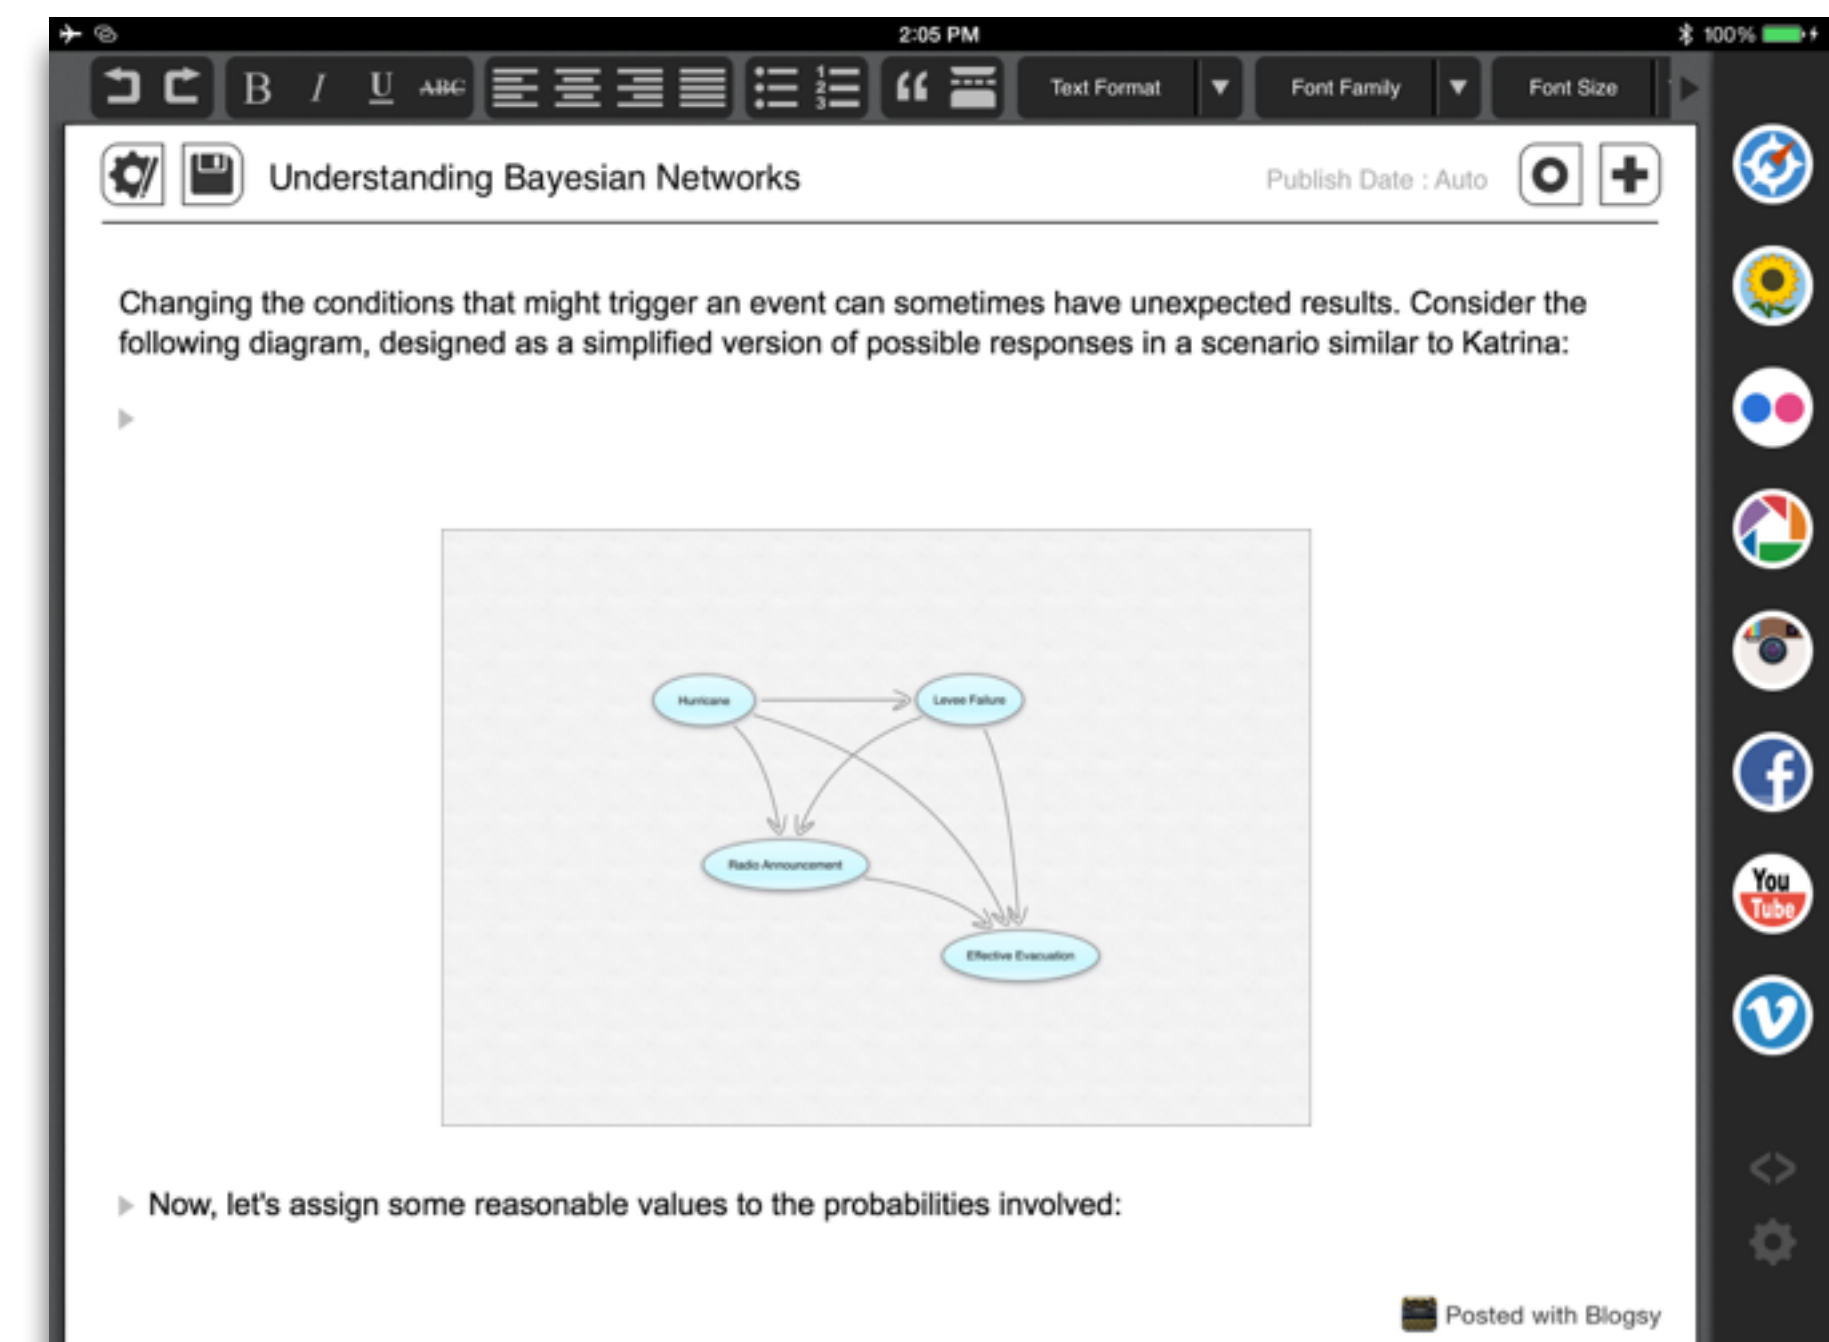 2:05 PM
100%
B I U ABC
1
2
3
Text Format
Font Family
Font Size
Understanding Bayesian Networks
Publish Date : Auto
Changing the conditions that might trigger an event can sometimes have unexpected results. Consider the
following diagram, designed as a simplified version of possible responses in a scenario similar to Katrina:
Hurricane
Levee Failure
Radio Announcement
Effective Evacuation
Now, let's assign some reasonable values to the probabilities involved:
You
Tube
Posted with Blogsy